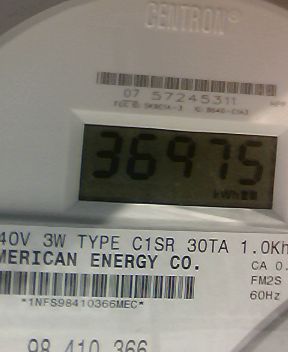 CENTRON®
07 57245311
36975
kWh
40V 3W TYPE C1SR 30TA 1.0Kh
MERICAN ENERGY CO.
CA 0.
FM2S
60Hz
*1NFS98410366MEC*
98 410 366